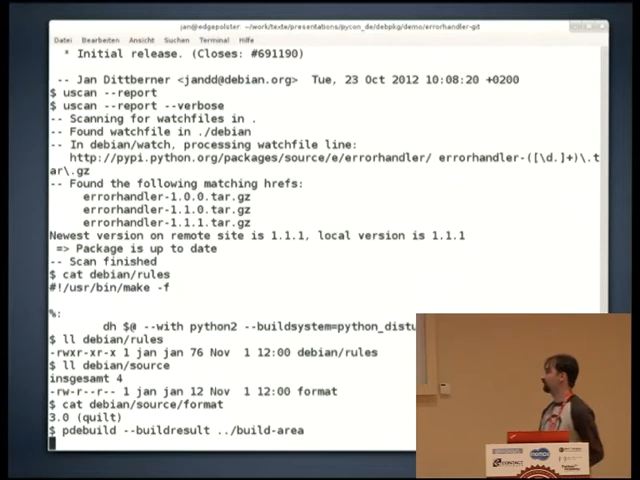 jan@edgepolster: ~/work/texte/presentations/pycon_de/debpkg/demo/errorhandler-git
Datei Bearbeiten Ansicht Suchen Terminal Hilfe
* Initial release. (Closes: #691190)
-- Jan Dittberner <jandd@debian.org>  Tue, 23 Oct 2012 10:08:20 +0200
$ uscan --report
$ uscan --report --verbose
-- Scanning for watchfiles in .
-- Found watchfile in ./debian
-- In debian/watch, processing watchfile line:
http://pypi.python.org/packages/source/e/errorhandler/ errorhandler-([\d.]+)\.t
ar\.gz
-- Found the following matching hrefs:
errorhandler-1.0.0.tar.gz
errorhandler-1.1.0.tar.gz
errorhandler-1.1.1.tar.gz
Newest version on remote site is 1.1.1, local version is 1.1.1
=> Package is up to date
-- Scan finished
$ cat debian/rules
#!/usr/bin/make -f
%:
dh $@ --with python2 --buildsystem=python_distu
$ ll debian/rules
-rwxr-xr-x 1 jan jan 76 Nov  1 12:00 debian/rules
$ ll debian/source
insgesamt 4
-rw-r--r-- 1 jan jan 12 Nov  1 12:00 format
$ cat debian/source/format
3.0 (quilt)
$ pdebuild --buildresult ../build-area
CONTACT